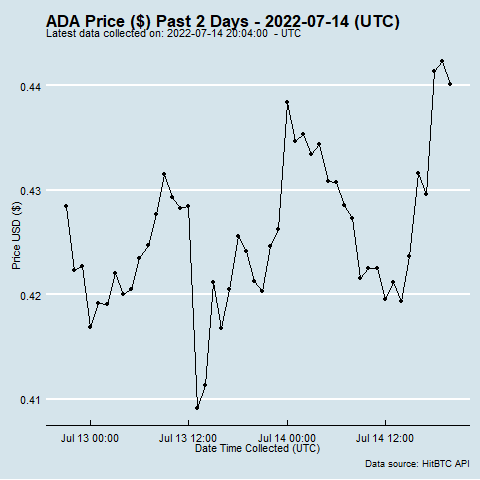 ADA Price ($) Past 2 Days - 2022-07-14 (UTC)
Latest data collected on: 2022-07-14 20:04:00  - UTC
0.44
0.43
0.42
0.41
Price USD ($)
Jul 13 00:00
Jul 13 12:00
Jul 14 00:00
Jul 14 12:00
Date Time Collected (UTC)
Data source: HitBTC API